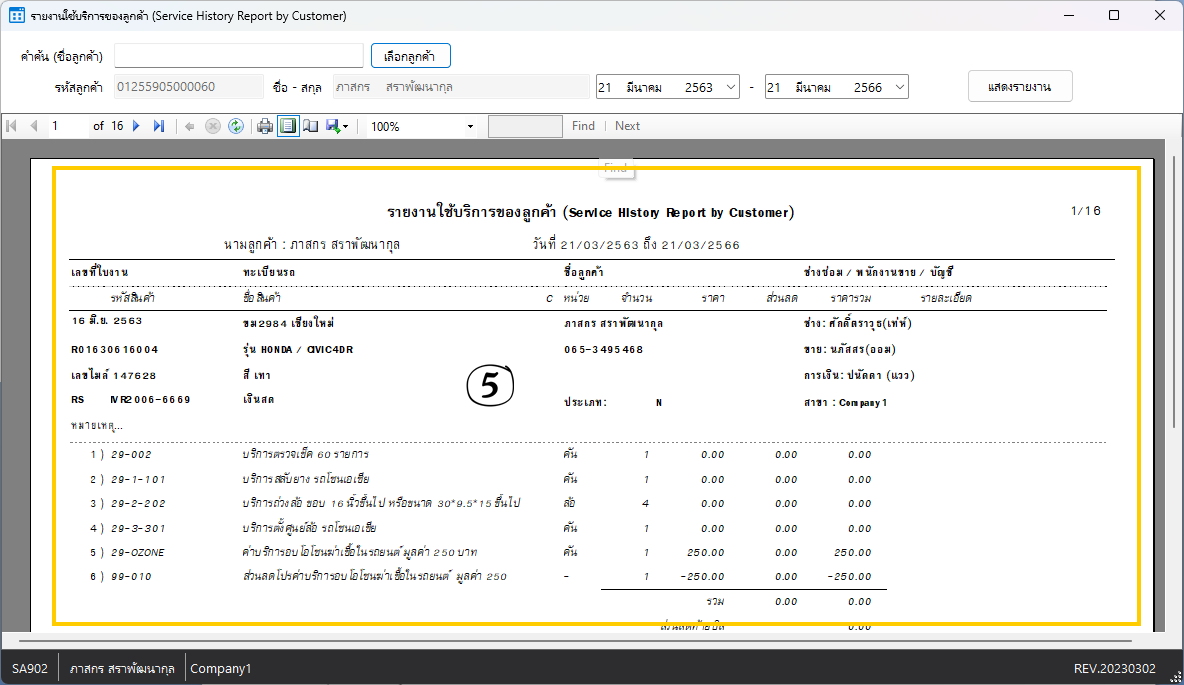 รายงานใช้บริการของลูกค้า (Service History Report by Customer)
คำค้น (ชื่อลูกค้า) เลือกลูกค้า
รหัสลูกค้า 01255905000060 ชื่อ - สกุล ภาสกร สราพัฒนากุล 21 มีนาคม 2563 - 21 มีนาคม 2566 แสดงรายงาน
1 of 16 100% Find | Next
Find
รายงานใช้บริการของลูกค้า (Service History Report by Customer) 1/16
นามลูกค้า : ภาสกร สราพัฒนากุล วันที่ 21/03/2563 ถึง 21/03/2566
เลขที่ใบงาน ทะเบียนรถ ชื่อลูกค้า ช่างซ่อม / พนักงานขาย / บัญชี
รหัสสินค้า ชื่อสินค้า C หน่วย จำนวน ราคา ส่วนลด ราคารวม รายละเอียด
16 มิ.ย. 2563 ขม2984 เชียงใหม่ ภาสกร สราพัฒนากุล ช่าง: ศักดิ์ดราวุธ(เท่ห์)
R01630616004 รุ่น HONDA / CIVIC4DR 065-3495468 ขาย: นภัสสร(ออม)
เลขไมล์ 147628 สี เทา การเงิน: ปนัดดา (แวว)
RS IVR2006-6669 เงินสด ประเภท: N สาขา : Company1
หมายเหตุ...
1 ) 29-002 บริการตรวจเช็ค 60 รายการ คัน 1 0.00 0.00 0.00
2 ) 29-1-101 บริการสลับยาง รถโซนเอเชีย คัน 1 0.00 0.00 0.00
3 ) 29-2-202 บริการถ่วงล้อ ขอบ 16 นิ้วขึ้นไป หรือขนาด 30*9.5*15 ขึ้นไป ล้อ 4 0.00 0.00 0.00
4 ) 29-3-301 บริการตั้งศูนย์ล้อ รถโซนเอเชีย คัน 1 0.00 0.00 0.00
5 ) 29-OZONE ค่าบริการอบโอโซนฆ่าเชื้อในรถยนต์ มูลค่า 250 บาท คัน 1 250.00 0.00 250.00
6 ) 99-010 ส่วนลดโปรค่าบริการอบโอโซนฆ่าเชื้อในรถยนต์ มูลค่า 250 - 1 -250.00 0.00 -250.00
รวม 0.00 0.00
ส่วนลดท้ายบิล 0.00
5
SA902 ภาสกร สราพัฒนากุล Company1 REV.20230302